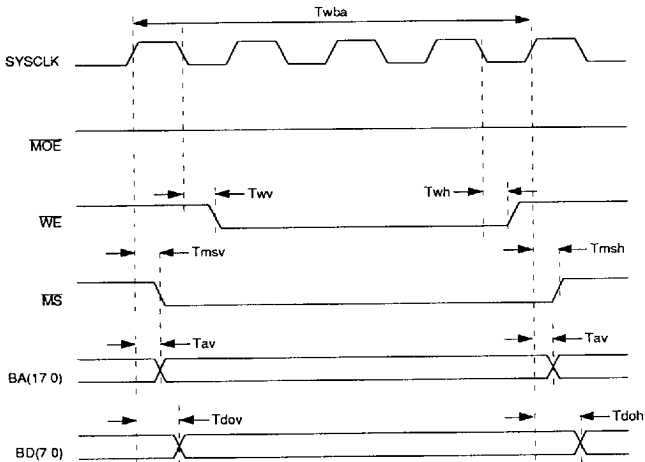 Twba
SYSCLK
MOE
Twv
Twh
WE
Tmsv
Tmsh
MS
Tav
Tav
BA(17 0)
Tdov
Tdoh
BD(7 0)